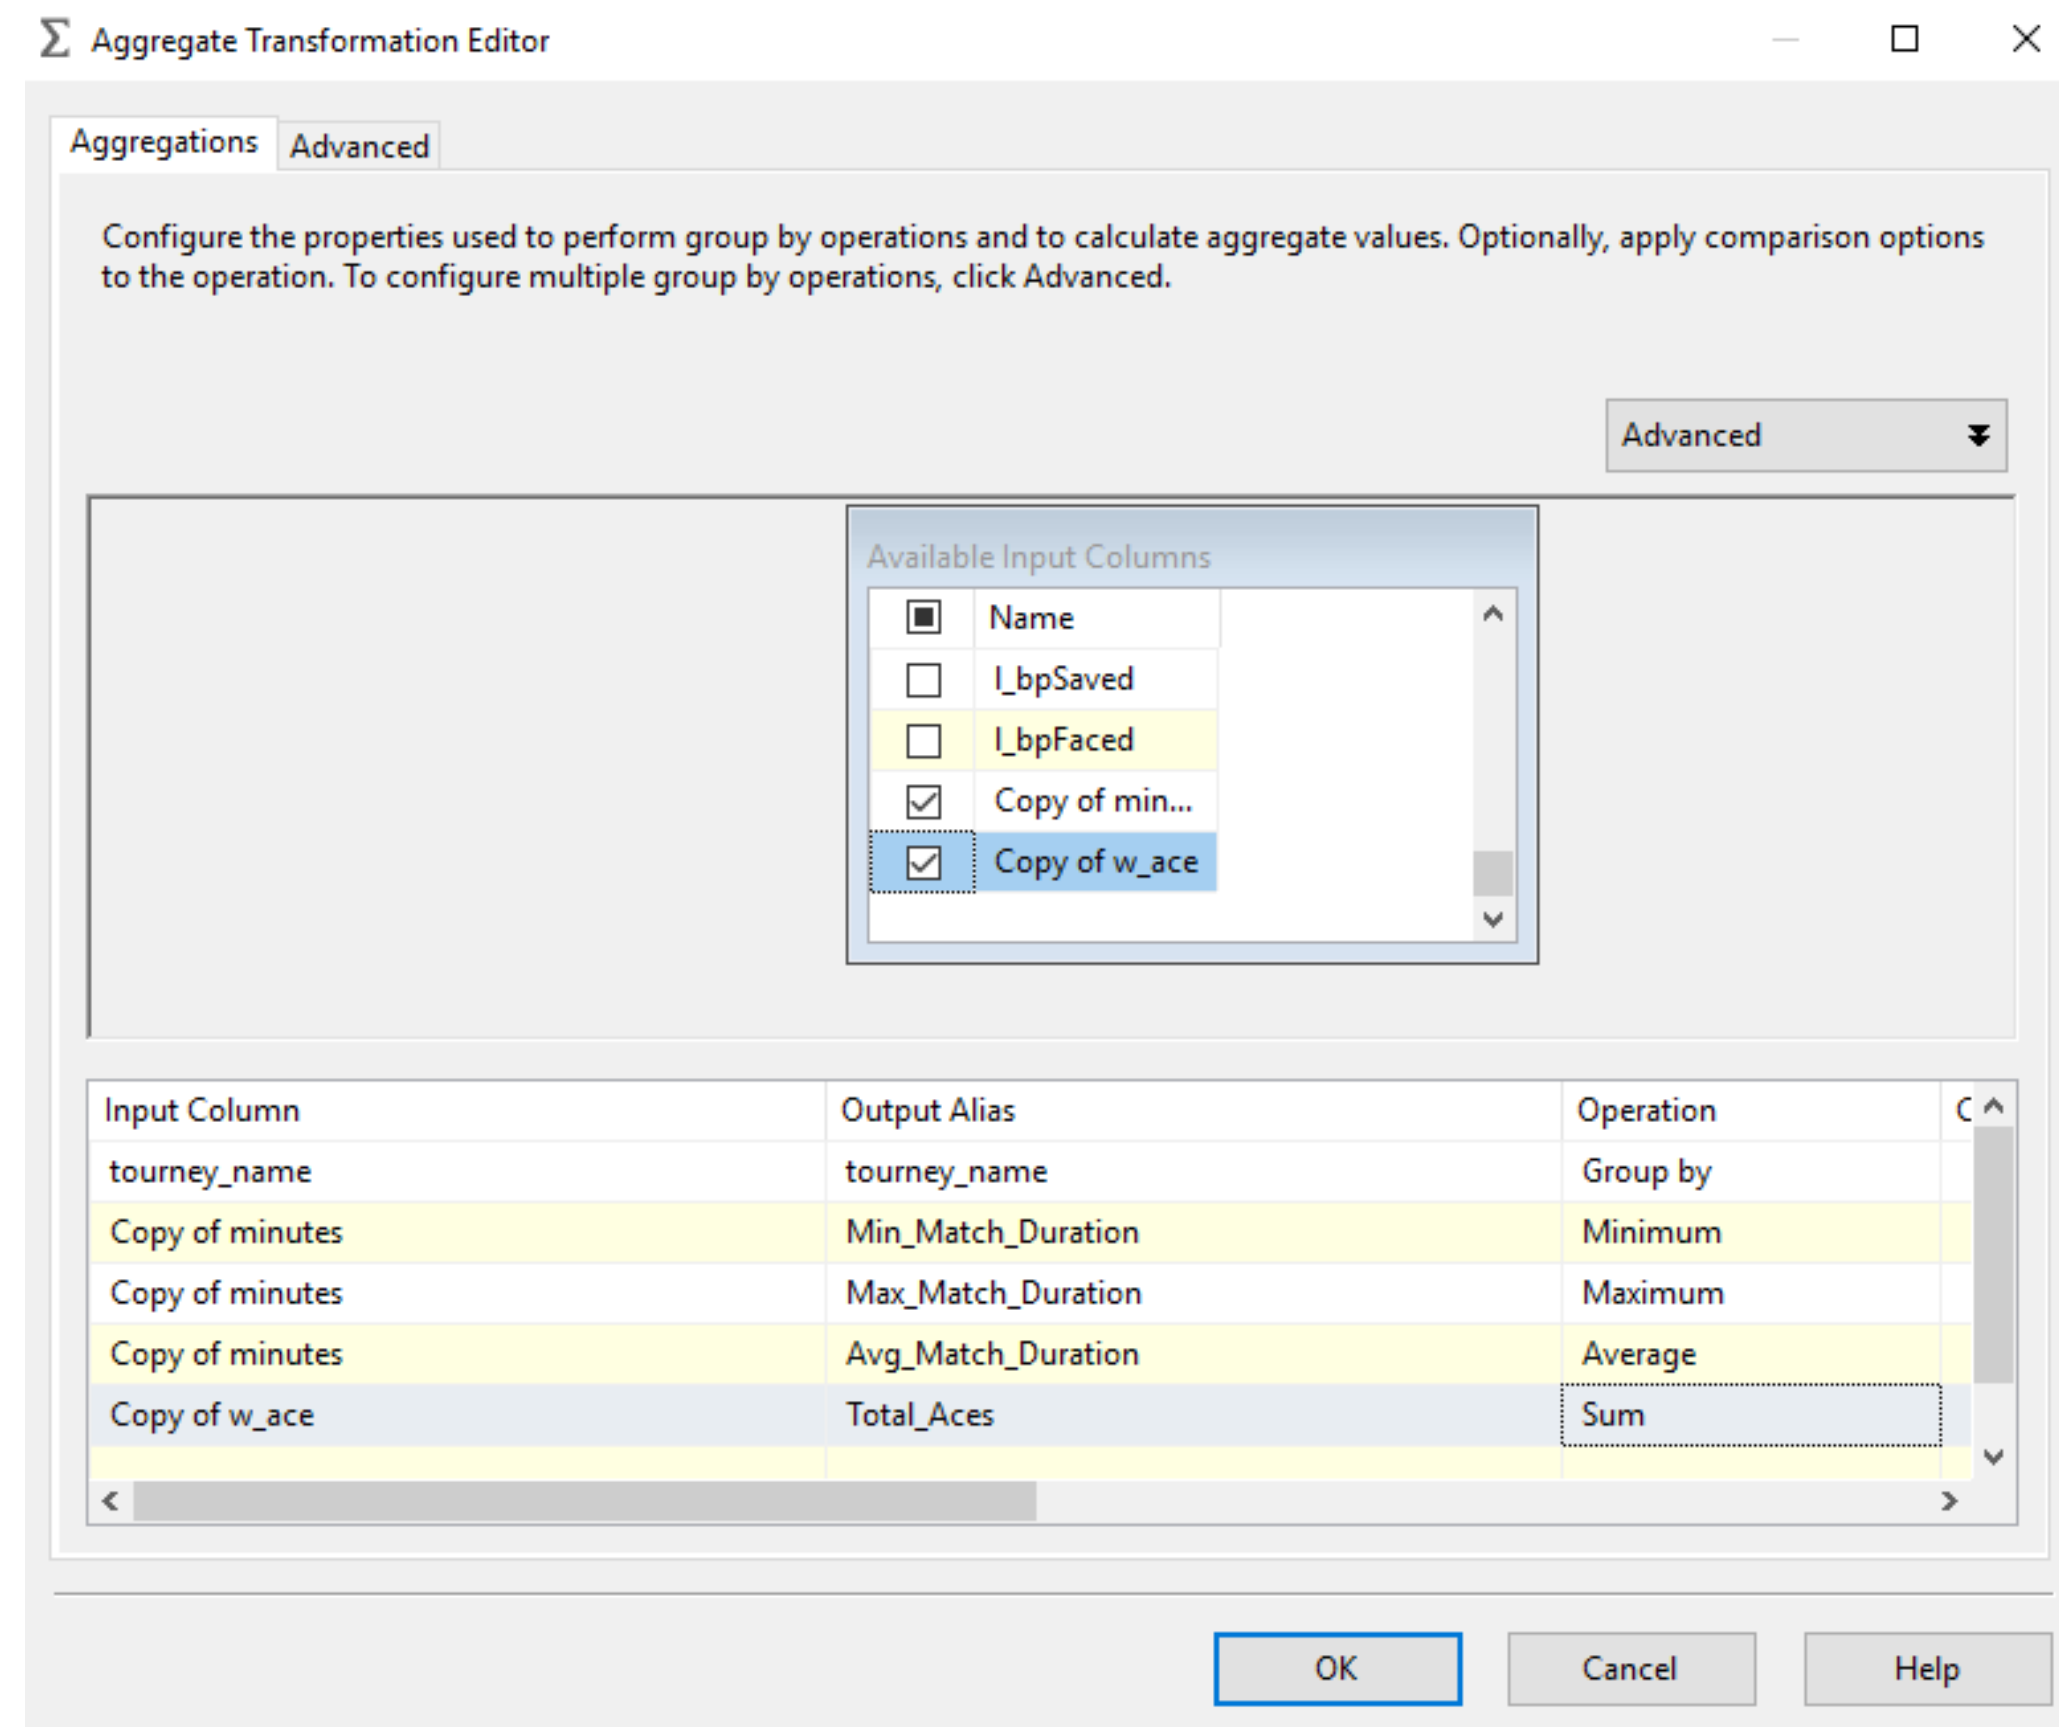 Aggregate Transformation Editor
Aggregations
Advanced
Configure the properties used to perform group by operations and to calculate aggregate values. Optionally, apply comparison options
to the operation. To configure multiple group by operations, click Advanced.
Advanced
Available Input Columns
Name
l_bpSaved
l_bpFaced
Copy of min...
Copy of w_ace
Input Column Output Alias Operation C
tourney_name tourney_name Group by
Copy of minutes Min_Match_Duration Minimum
Copy of minutes Max_Match_Duration Maximum
Copy of minutes Avg_Match_Duration Average
Copy of w_ace Total_Aces Sum
OK Cancel Help